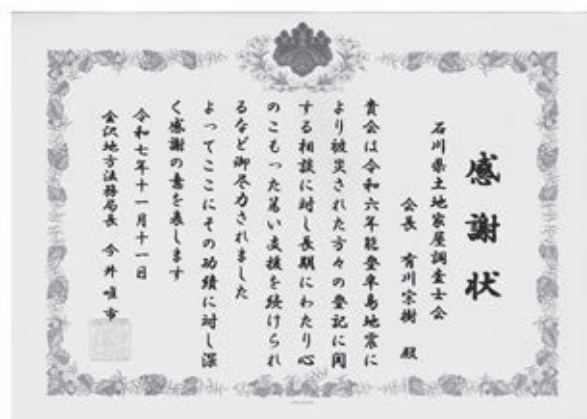 感謝状
石川県土地家屋調査士会
会長 有川宗樹 殿
貴会は令和六年能登半島地震に
より被災された方々の登記に関
する相談に対し長期にわたり心
のこもった篤い支援を続けられ
るなど御尽力されました
よってここにその功績に対し深
く感謝の意を表します
令和七年十一月十一日
金沢地方法務局長 今井唯市